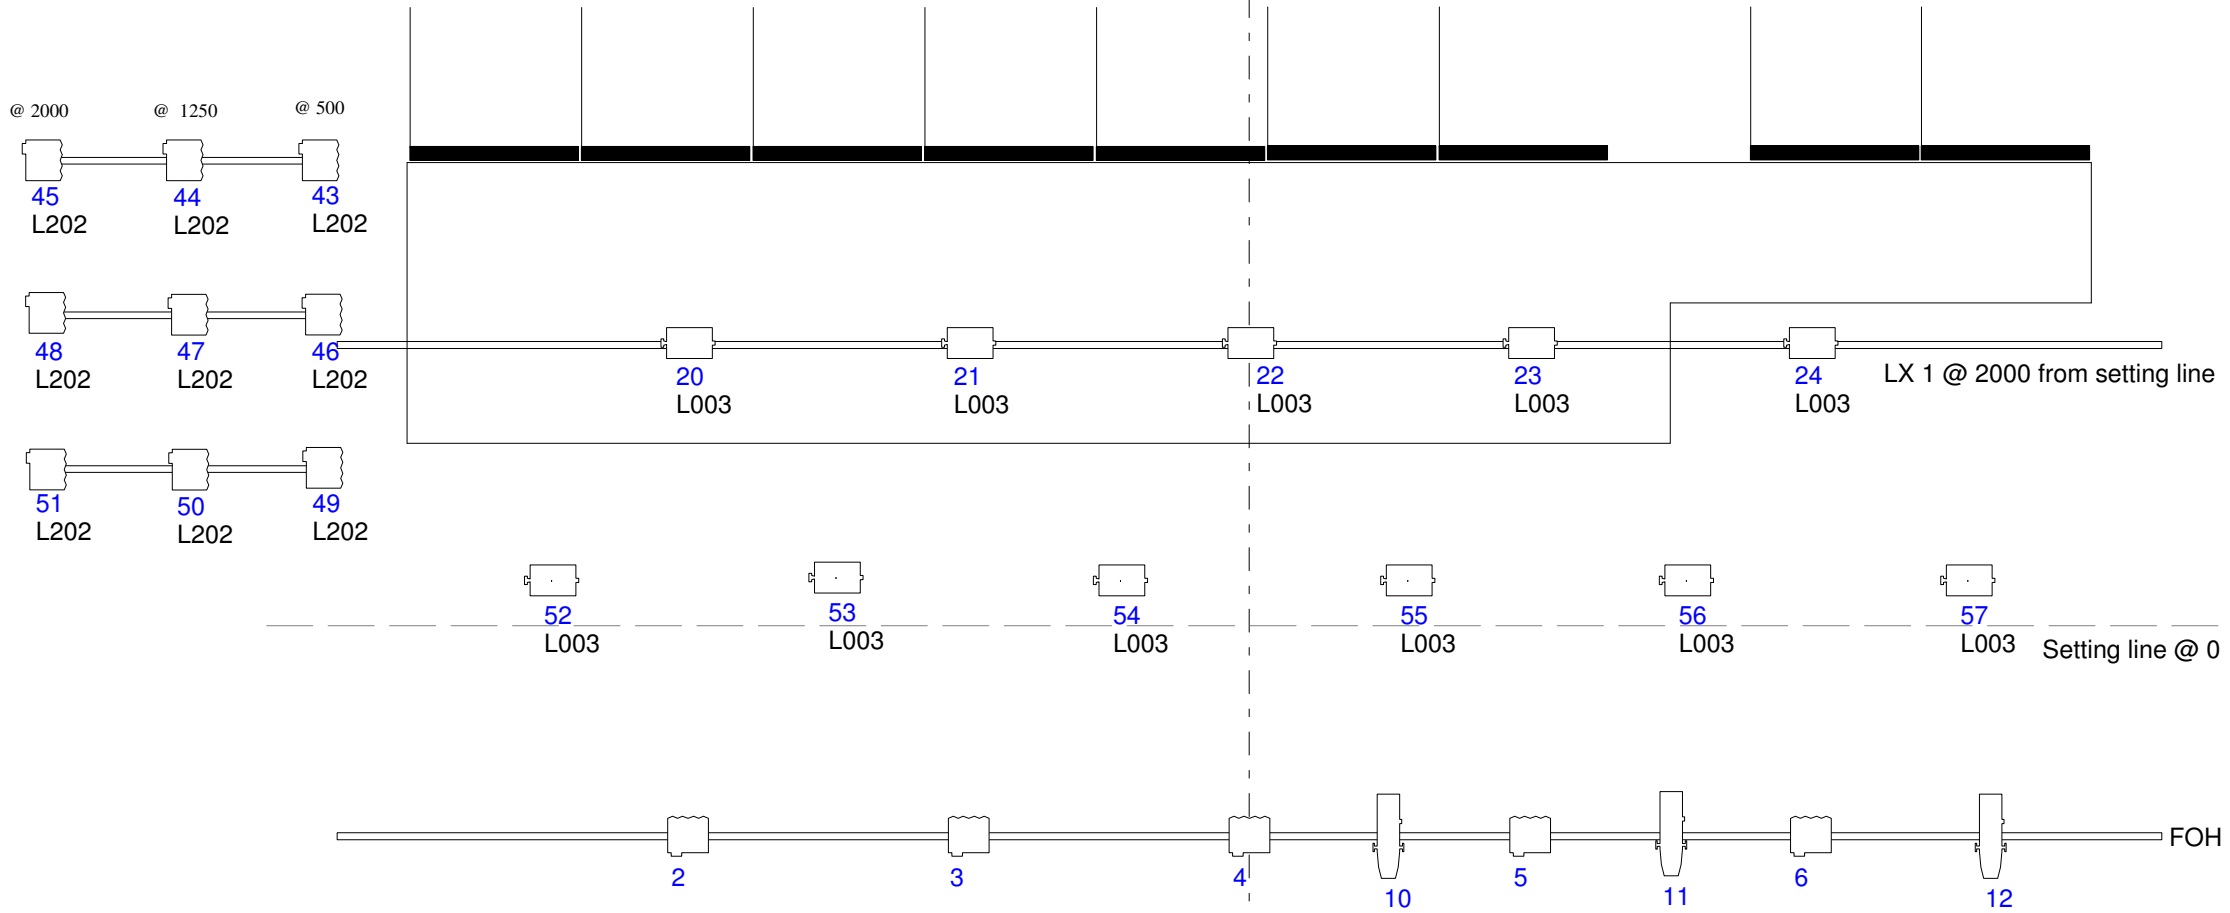 @ 2000
@ 1250
@ 500
45
L202
44
L202
43
L202
48
L202
47
L202
46
L202
20
L003
21
L003
22
L003
23
L003
24
L003
LX 1 @ 2000 from setting line
51
L202
50
L202
49
L202
52
L003
53
L003
54
L003
55
L003
56
L003
57
L003
Setting line @ 0
FOH
2
3
4
10
5
11
6
12